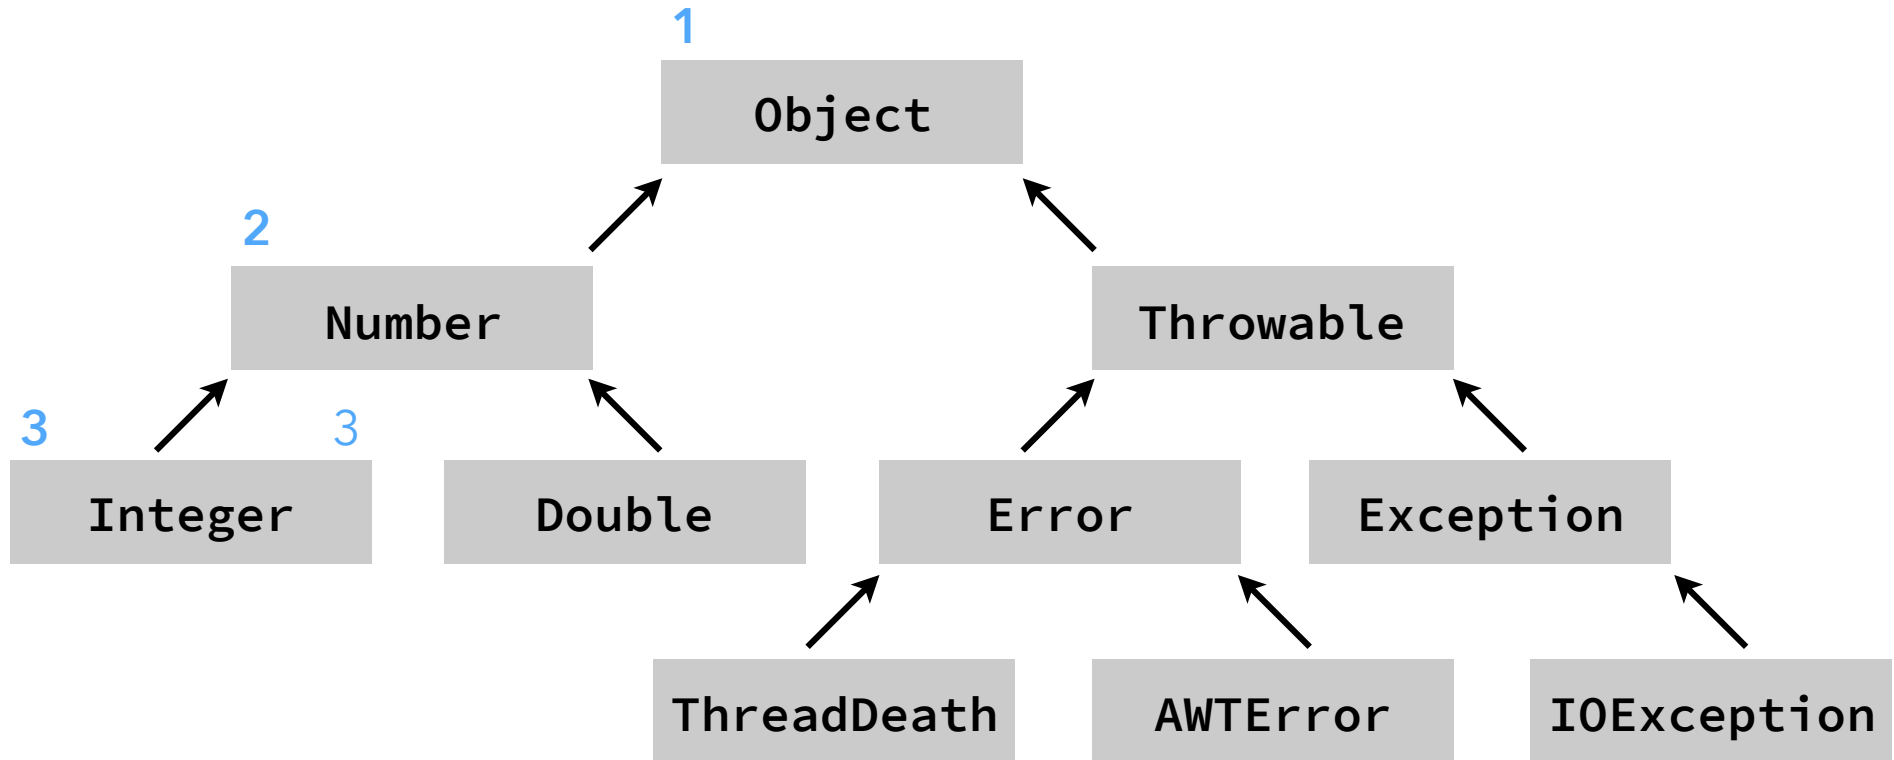 1
Object
2
Number
Throwable
3
3
Integer
Double
Error
Exception
ThreadDeath
AWTError
IOException